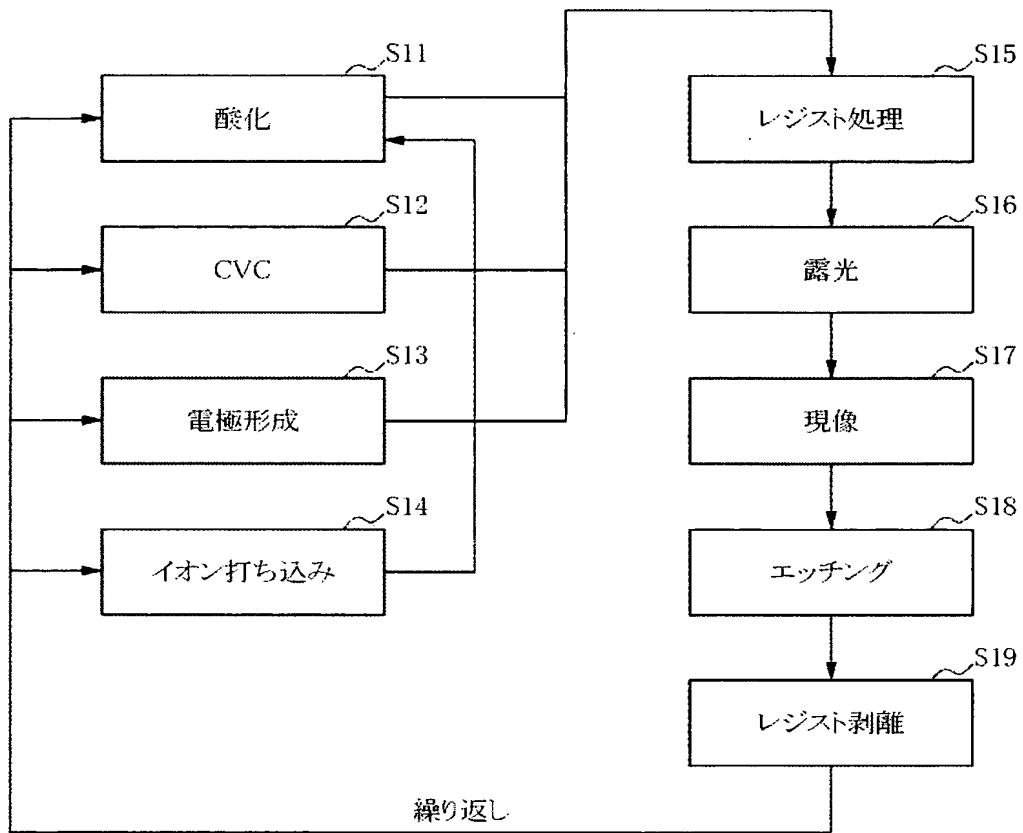 S11
酸化
S12
CVC
S13
電極形成
S14
イオン打ち込み
S15
レジスト処理
S16
露光
S17
現像
S18
エッチング
S19
レジスト剥離
繰り返し